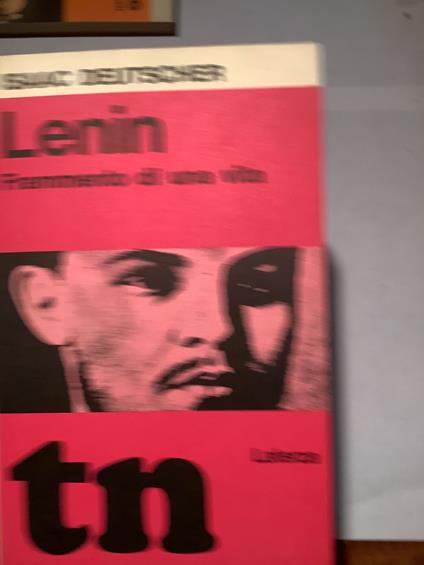 ISAAC DEUTSCHER
Lenin
Frammento di una vita
Laterza
tn